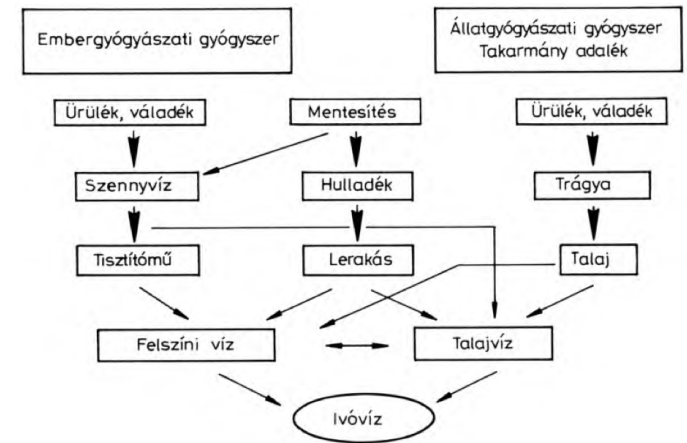 Embergyógyászati gyógyszer
Állatgyógyászati gyógyszer
Takarmány adalék
Ürülék, váladék
Mentesítés
Ürülék, váladék
Szennyvíz
Hulladék
Trágya
Tisztítómű
Lerakás
Talaj
Felszíni víz
Talajvíz
Ivóvíz